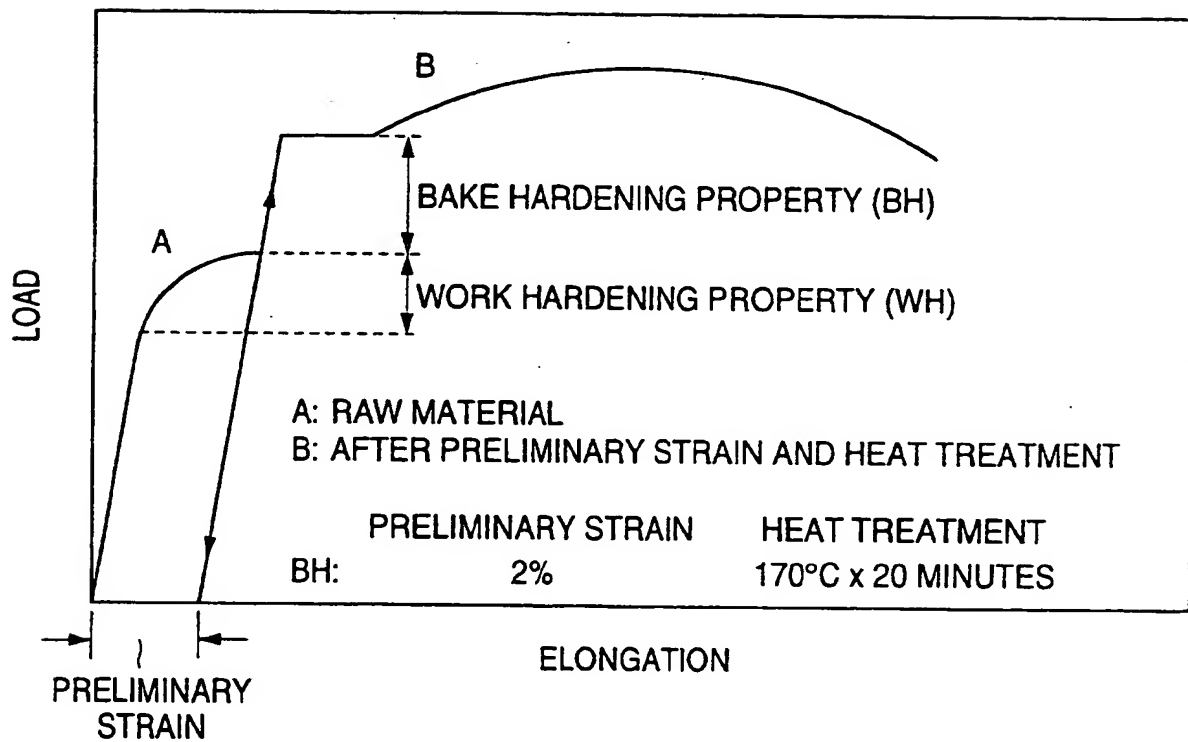 B
BAKE HARDENING PROPERTY (BH)
A
WORK HARDENING PROPERTY (WH)
LOAD
A: RAW MATERIAL
B: AFTER PRELIMINARY STRAIN AND HEAT TREATMENT
PRELIMINARY STRAIN HEAT TREATMENT
BH: 2% 170°C x 20 MINUTES
ELONGATION
PRELIMINARY
STRAIN